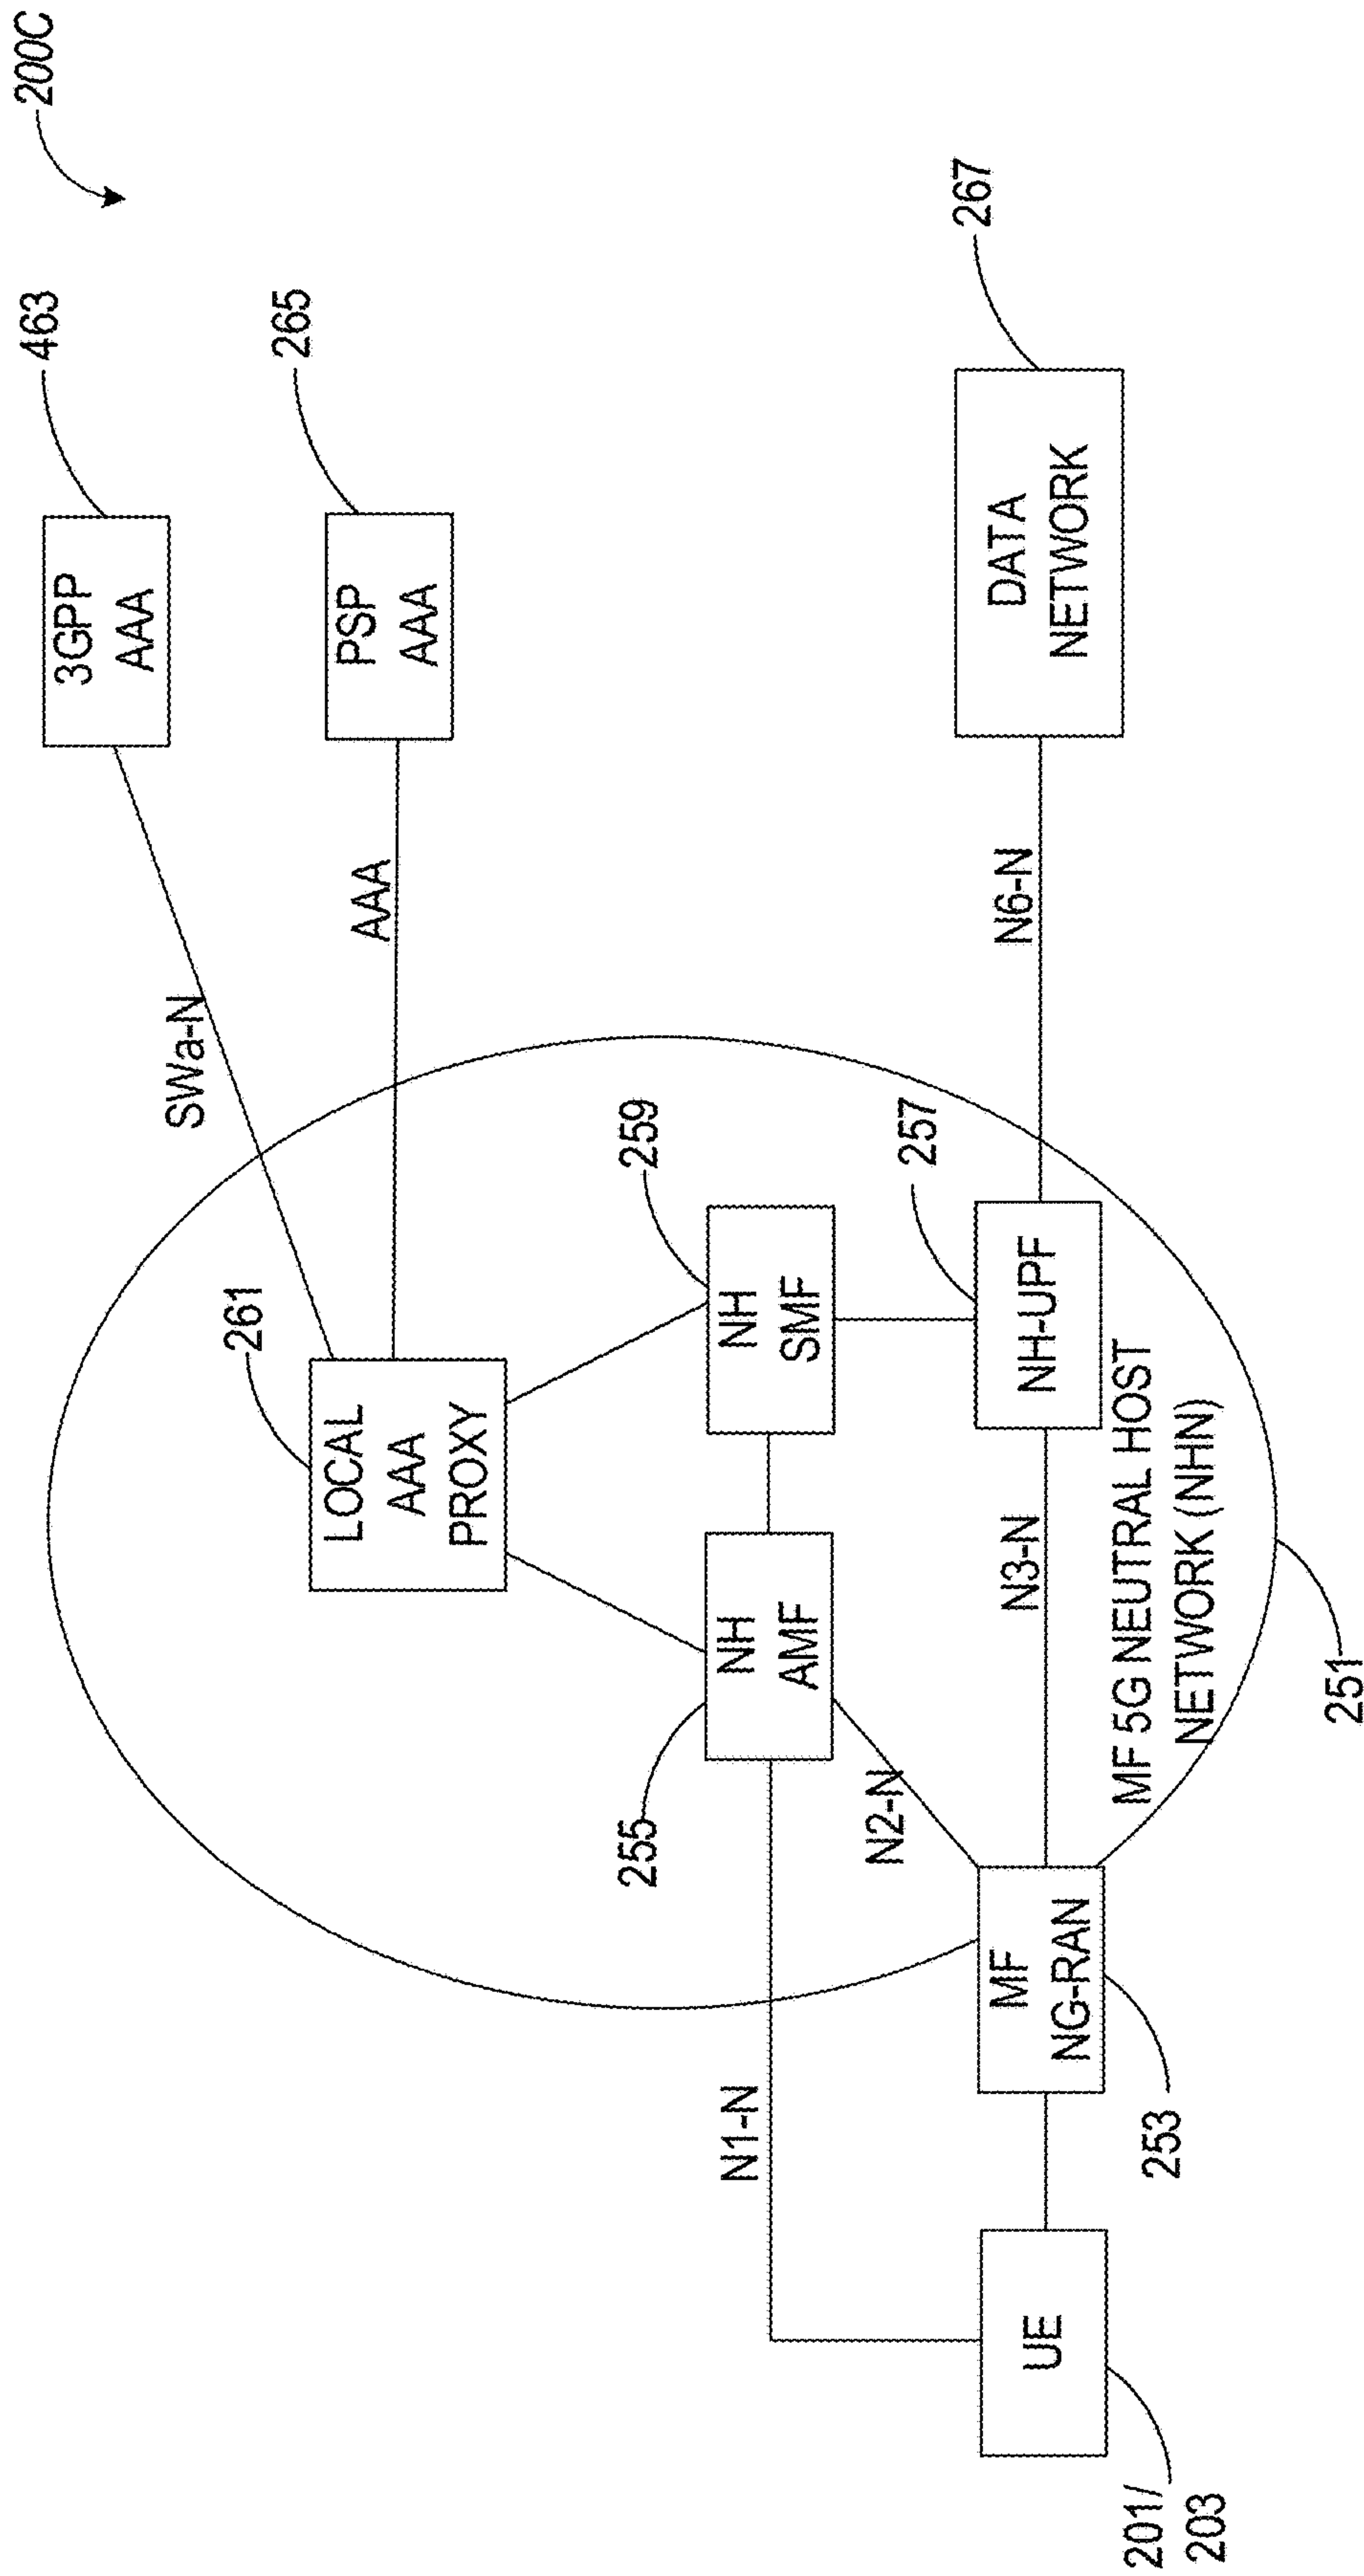 200C
463
3GPP
AAA
265
PSP
AAA
SWa-N
AAA
261
LOCAL
AAA
PROXY
259
NH
SMF
255
NH
AMF
N1-N
N2-N
267
DATA
NETWORK
N6-N
257
NH-UPF
N3-N
MF 5G NEUTRAL HOST
NETWORK (NHN)
251
MF
NG-RAN
253
UE
201/
203